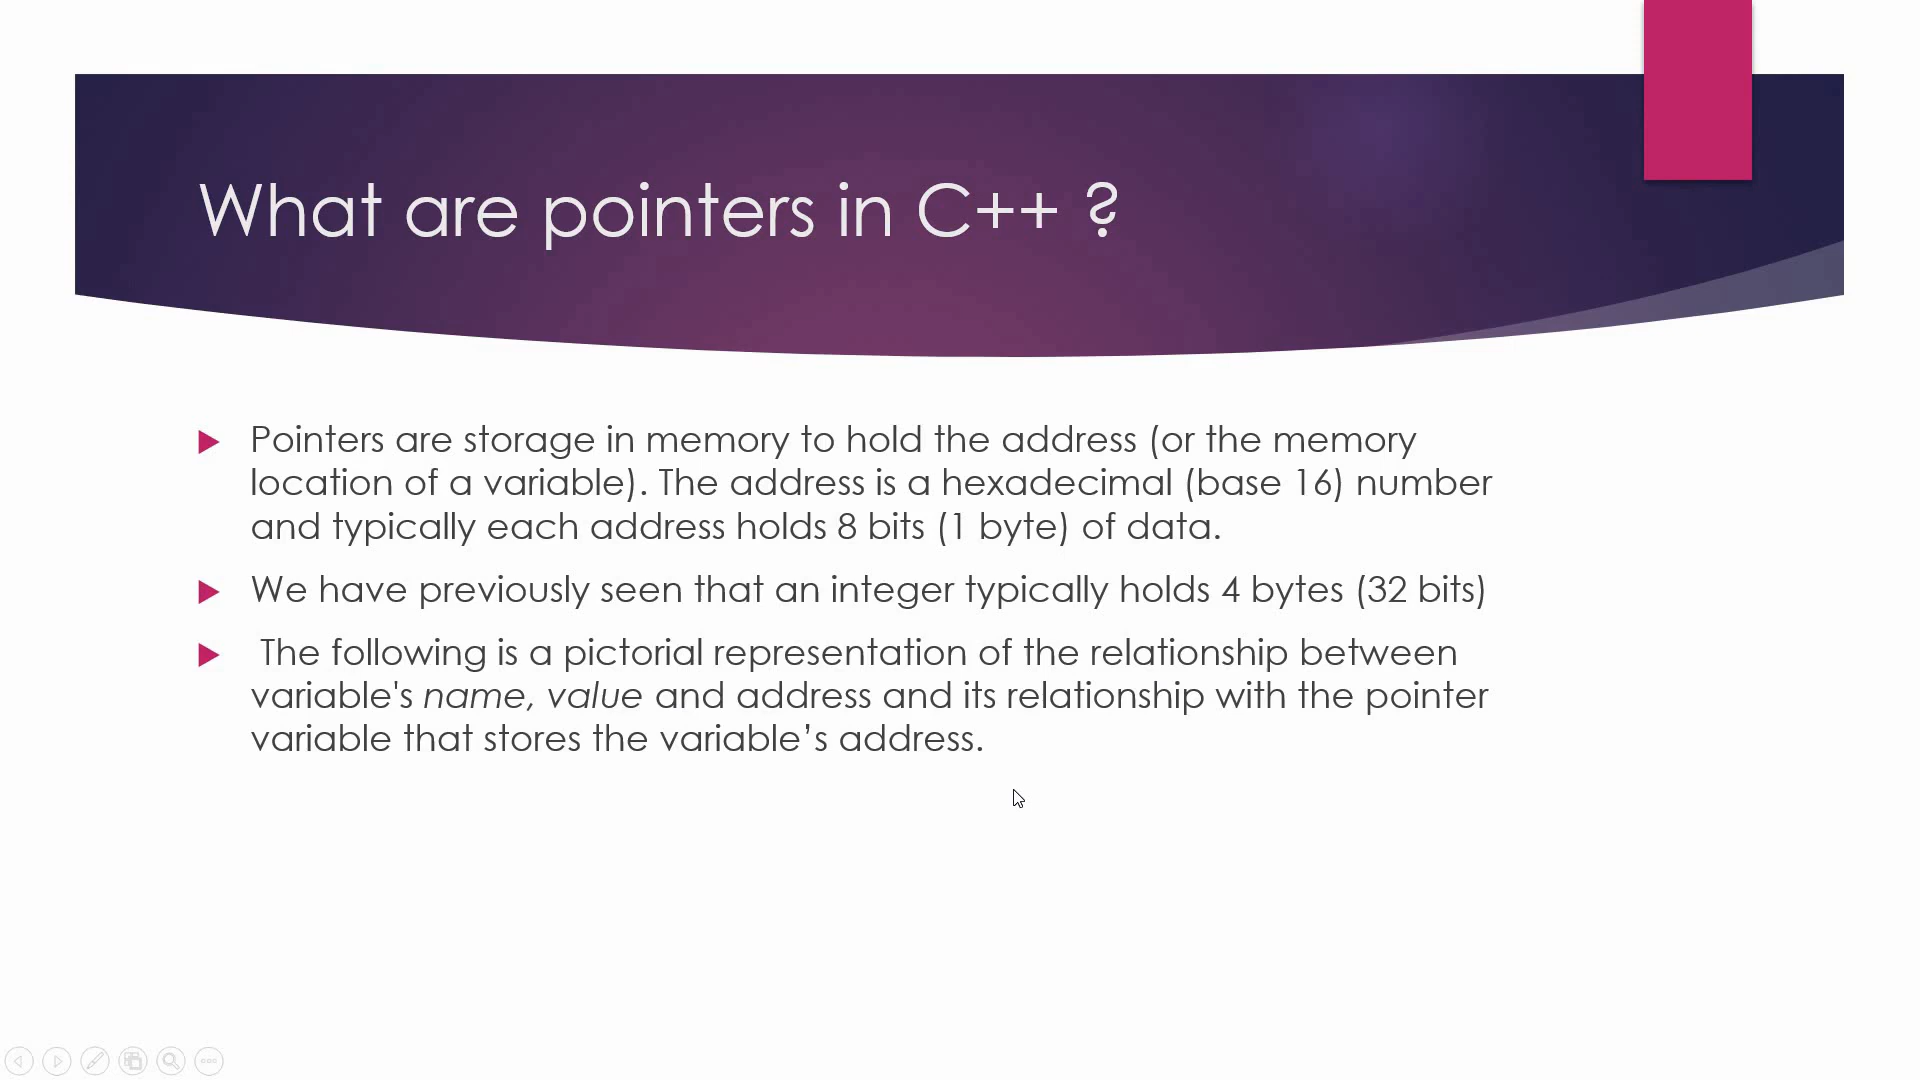 What are pointers in C++ ?
Pointers are storage in memory to hold the address (or the memory
location of a variable). The address is a hexadecimal (base 16) number
and typically each address holds 8 bits (1 byte) of data.
We have previously seen that an integer typically holds 4 bytes (32 bits)
The following is a pictorial representation of the relationship between
variable's name, value and address and its relationship with the pointer
variable that stores the variable’s address.